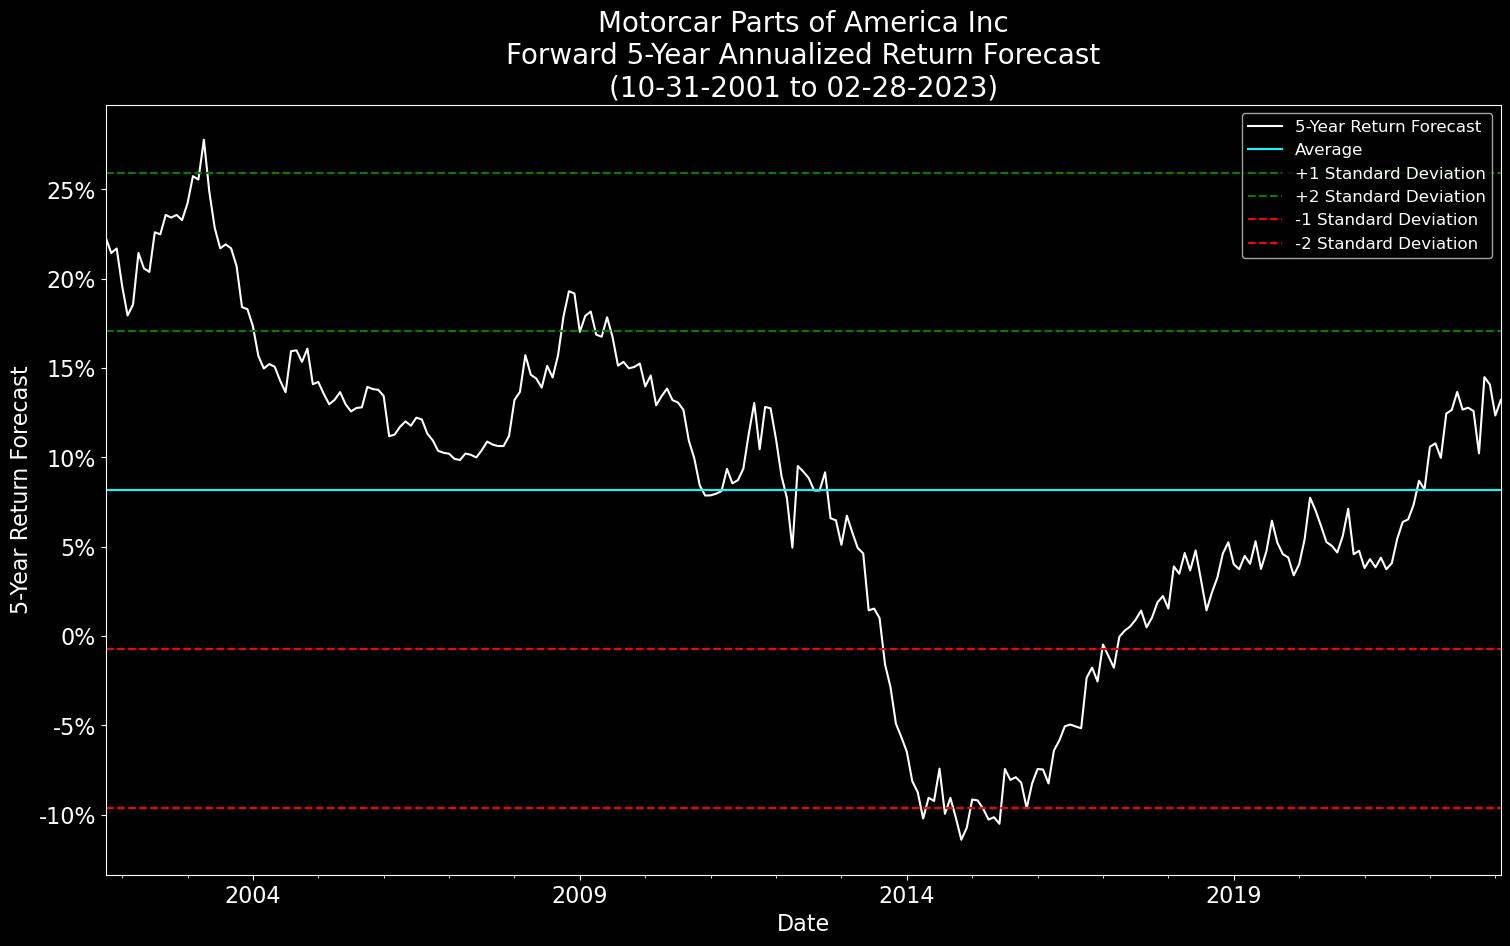 Motorcar Parts of America Inc
Forward 5-Year Annualized Return Forecast
(10-31-2001 to 02-28-2023)
5-Year Return Forecast
Average
+1 Standard Deviation
+2 Standard Deviation
-1 Standard Deviation
-2 Standard Deviation
5-Year Return Forecast
25%
20%
15%
10%
5%
0%
-5%
-10%
2004 2009 2014 2019
Date